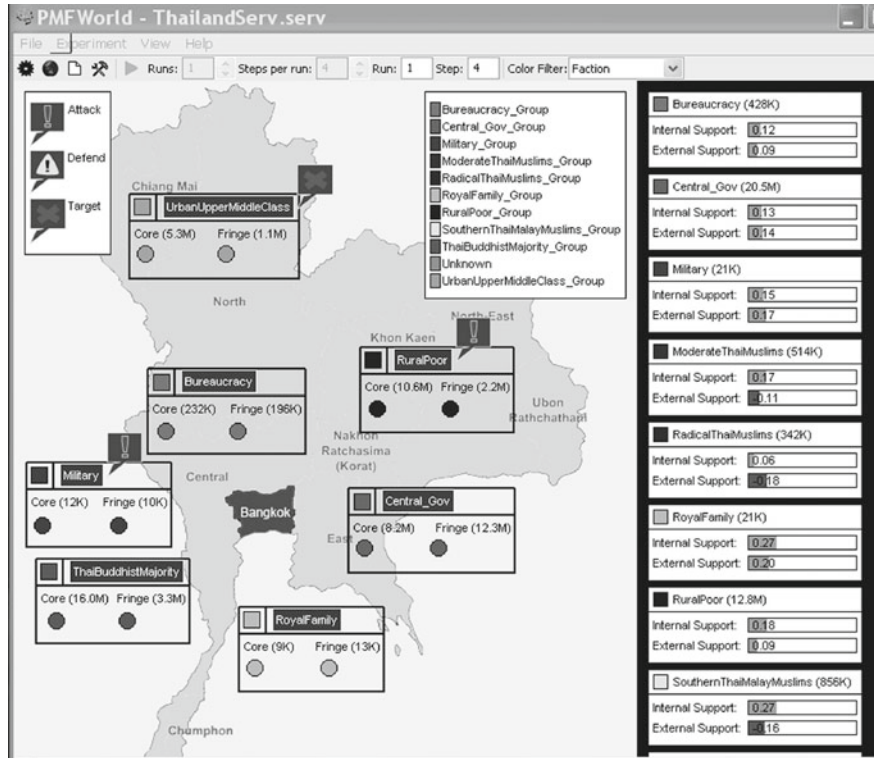 PMFWorld - ThailandServ.serv
File Experiment View Help
Runs: 1 Steps per run: 4 Run: 1 Step: 4 Color Filter: Faction
Attack
Defend
Target
Bureaucracy_Group
Central_Gov_Group
Military_Group
ModerateThaiMuslims_Group
RadicalThaiMuslims_Group
RoyalFamily_Group
RuralPoor_Group
SouthernThaiMalayMuslims_Group
ThaiBuddhistMajority_Group
Unknown
UrbanUpperMiddleClass_Group
Chiang Mai
UrbanUpperMiddleClass
Core (5.3M) Fringe (1.1M)
North
North-East
Khon Kaen
RuralPoor
Core (10.6M) Fringe (2.2M)
Ubon
Rathchathani
Bureaucracy
Core (232K) Fringe (196K)
Nakhon
Ratchasima
(Korat)
Military
Core (12K) Fringe (10K)
Central
Bangkok
Central_Gov
Core (8.2M) Fringe (12.3M)
East
ThaiBuddhistMajority
Core (16.0M) Fringe (3.3M)
RoyalFamily
Core (9K) Fringe (13K)
Chumphon
Bureaucracy (428K)
Internal Support: 0.12
External Support: 0.09
Central_Gov (20.5M)
Internal Support: 0.13
External Support: 0.14
Military (21K)
Internal Support: 0.15
External Support: 0.17
ModerateThaiMuslims (514K)
Internal Support: 0.17
External Support: -0.11
RadicalThaiMuslims (342K)
Internal Support: 0.06
External Support: -0.18
RoyalFamily (21K)
Internal Support: 0.27
External Support: 0.20
RuralPoor (12.8M)
Internal Support: 0.18
External Support: 0.09
SouthernThaiMalayMuslims (856K)
Internal Support: 0.27
External Support: -0.16